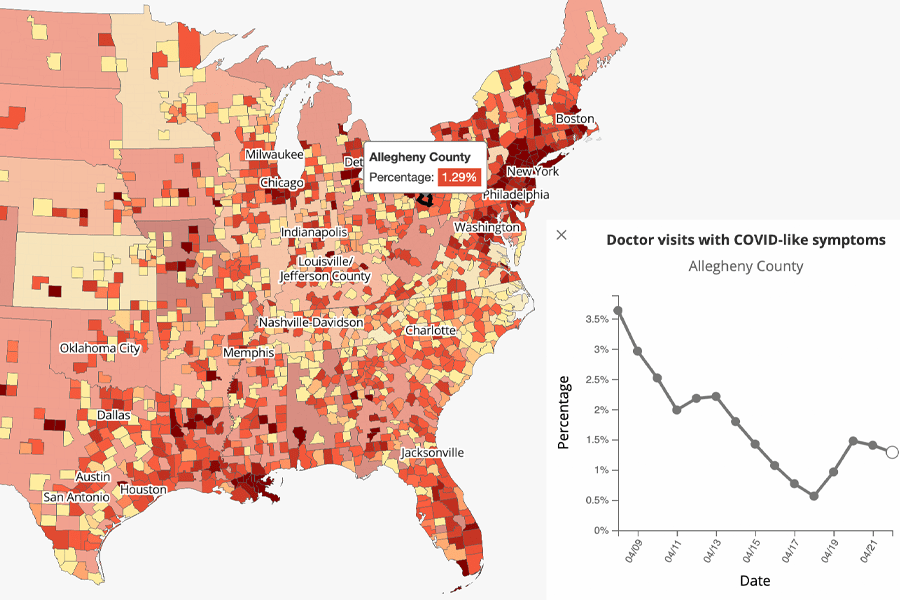 Boston
Milwaukee
Det
Allegheny County
Percentage: 1.29%
Chicago
New York
Philadelphia
Washington
Indianapolis
Louisville/
Jefferson County
Nashville-Davidson
Charlotte
Oklahoma City
Memphis
Dallas
Jacksonville
Austin
San Antonio
Houston
Doctor visits with COVID-like symptoms
Allegheny County
Percentage
3.5%
3%
2.5%
2%
1.5%
1%
0.5%
0%
04/09
04/11
04/13
04/15
04/17
04/19
04/21
Date